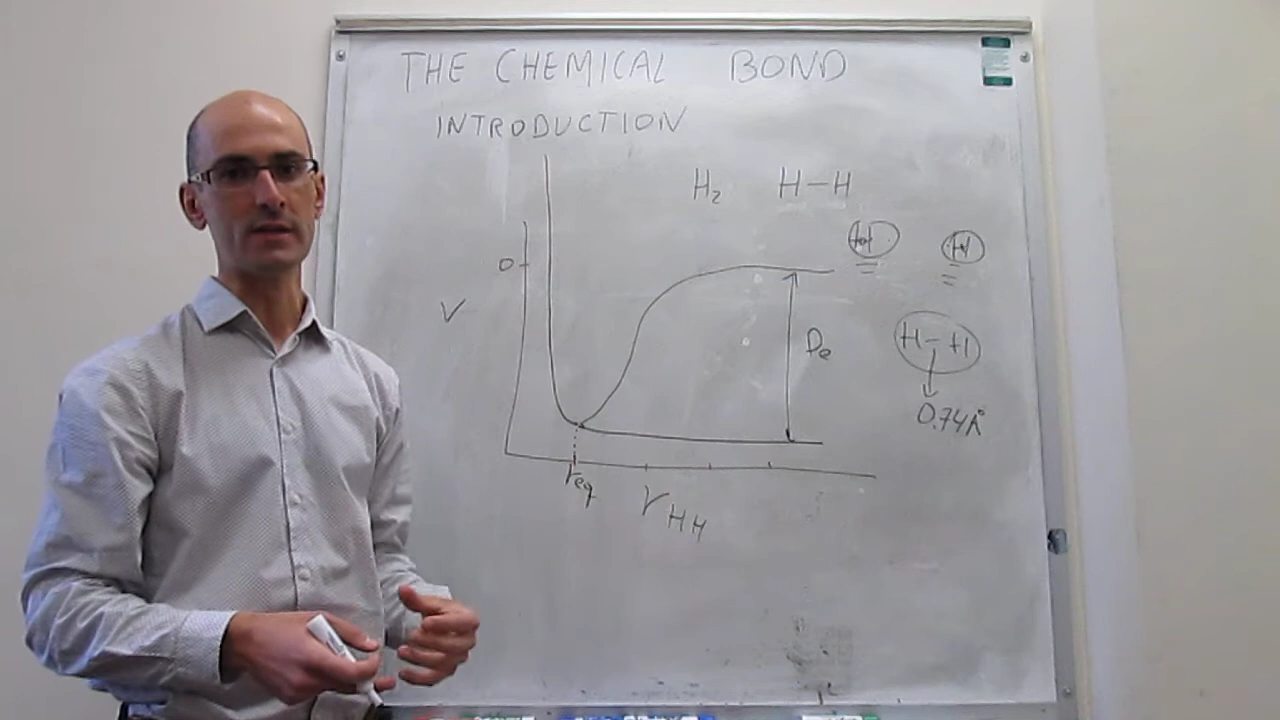 THE CHEMICAL BOND
INTRODUCTION
H2 H-H
H H
0
V
De
H-H
0.74Å
req
rHH